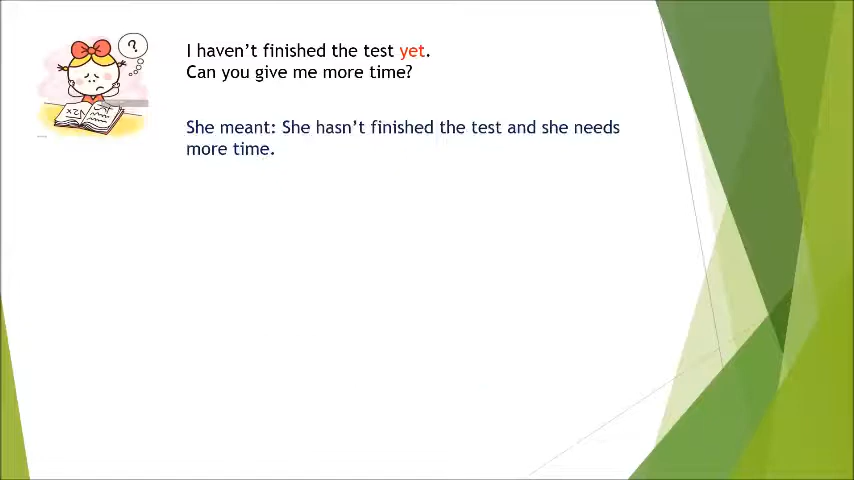 ?
I haven’t finished the test yet.
Can you give me more time?
She meant: She hasn’t finished the test and she needs
more time.